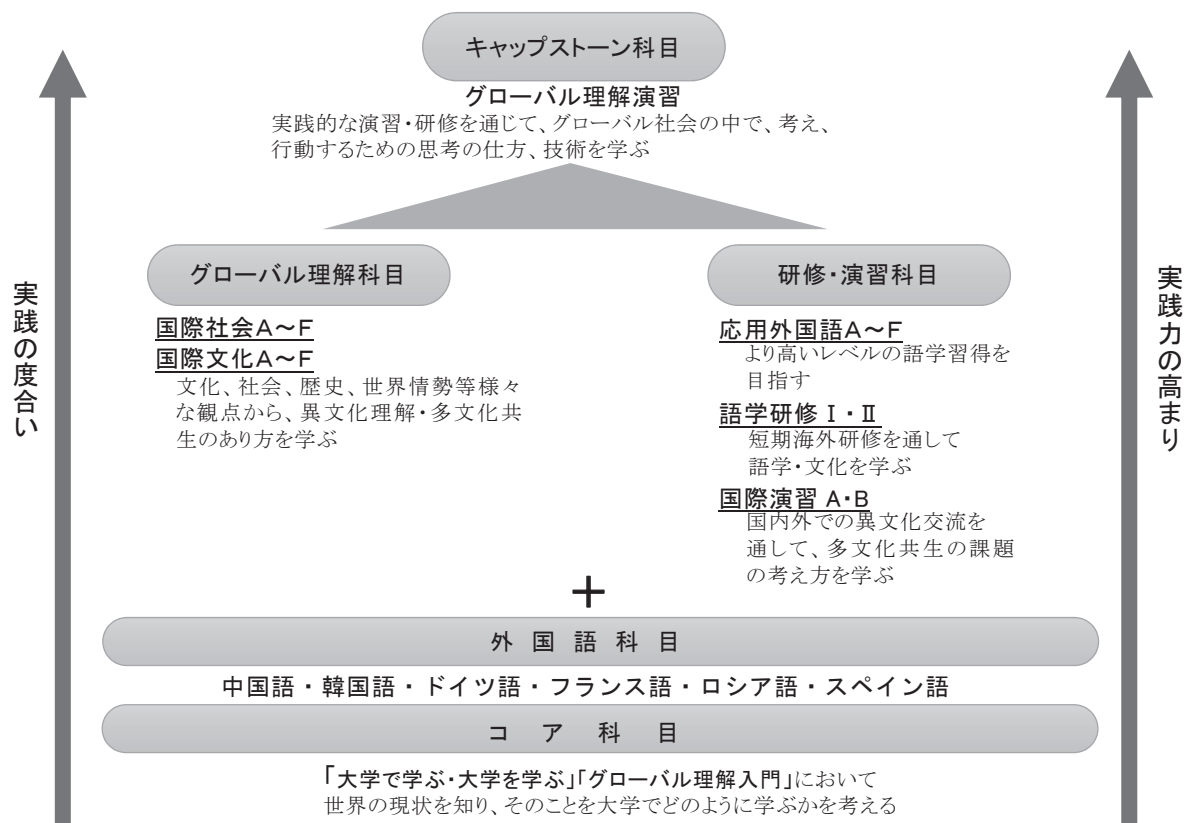 キャップストーン科目
グローバル理解演習
実践的な演習・研修を通じて、グローバル社会の中で、考え、
行動するための思考の仕方、技術を学ぶ
実践の度合い
グローバル理解科目
国際社会A～F
国際文化A～F
文化、社会、歴史、世界情勢等様々
な観点から、異文化理解・多文化共
生のあり方を学ぶ
研修・演習科目
応用外国語A～F
より高いレベルの語学習得を
目指す
語学研修 Ⅰ・Ⅱ
短期海外研修を通して
語学・文化を学ぶ
国際演習 A・B
国内外での異文化交流を
通して、多文化共生の課題
の考え方を学ぶ
実践力の高まり
＋
外国語科目
中国語・韓国語・ドイツ語・フランス語・ロシア語・スペイン語
コア科目
「大学で学ぶ・大学を学ぶ」「グローバル理解入門」において
世界の現状を知り、そのことを大学でどのように学ぶかを考える